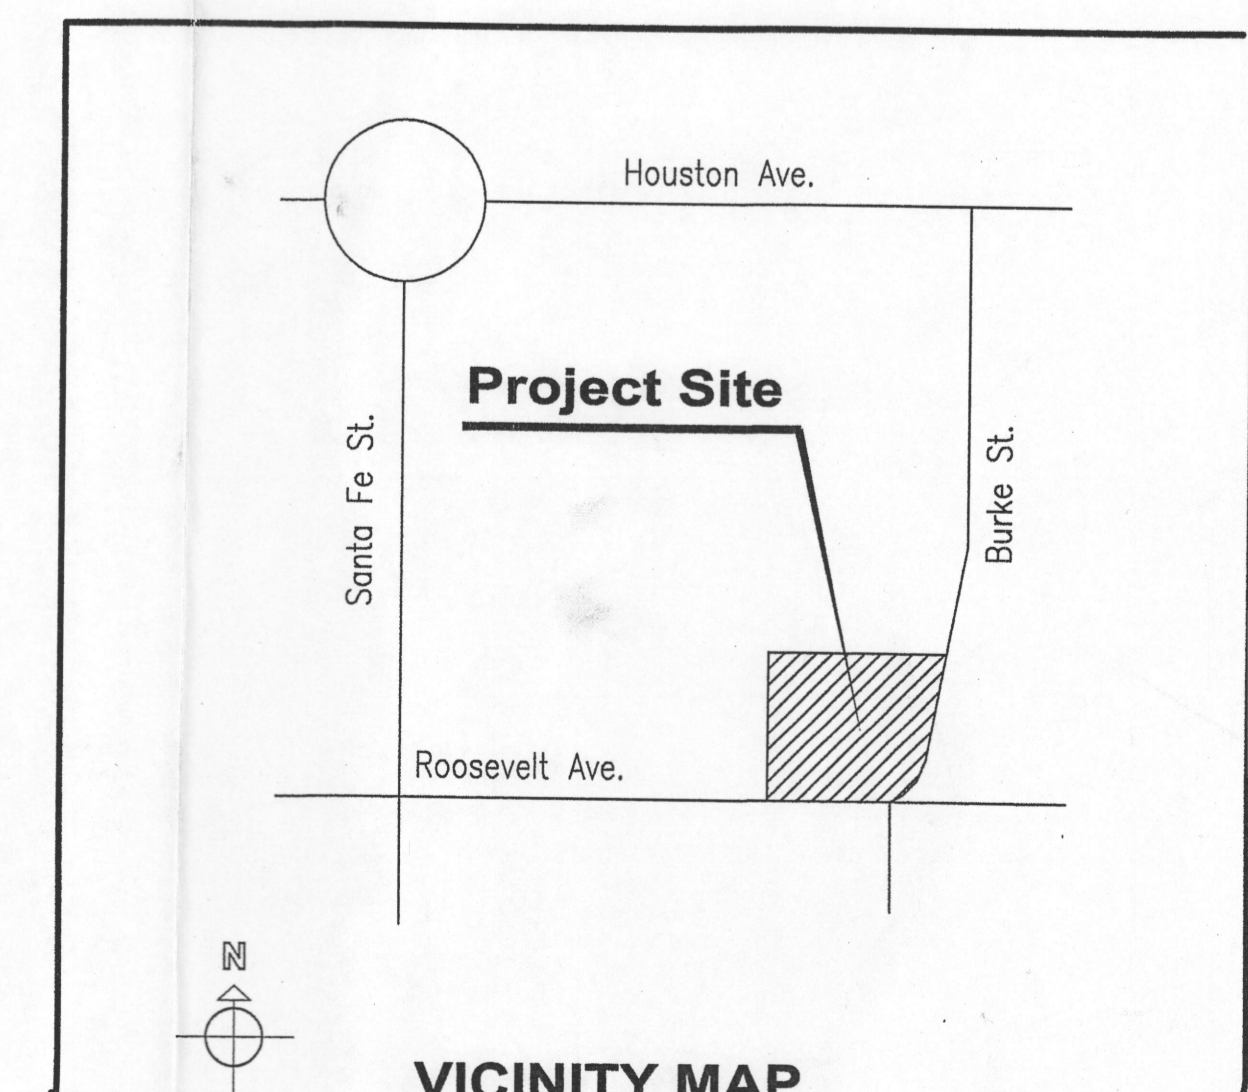 Houston Ave.
Project Site
Santa Fe St.
Burke St.
Roosevelt Ave.
N
VICINITY MAP